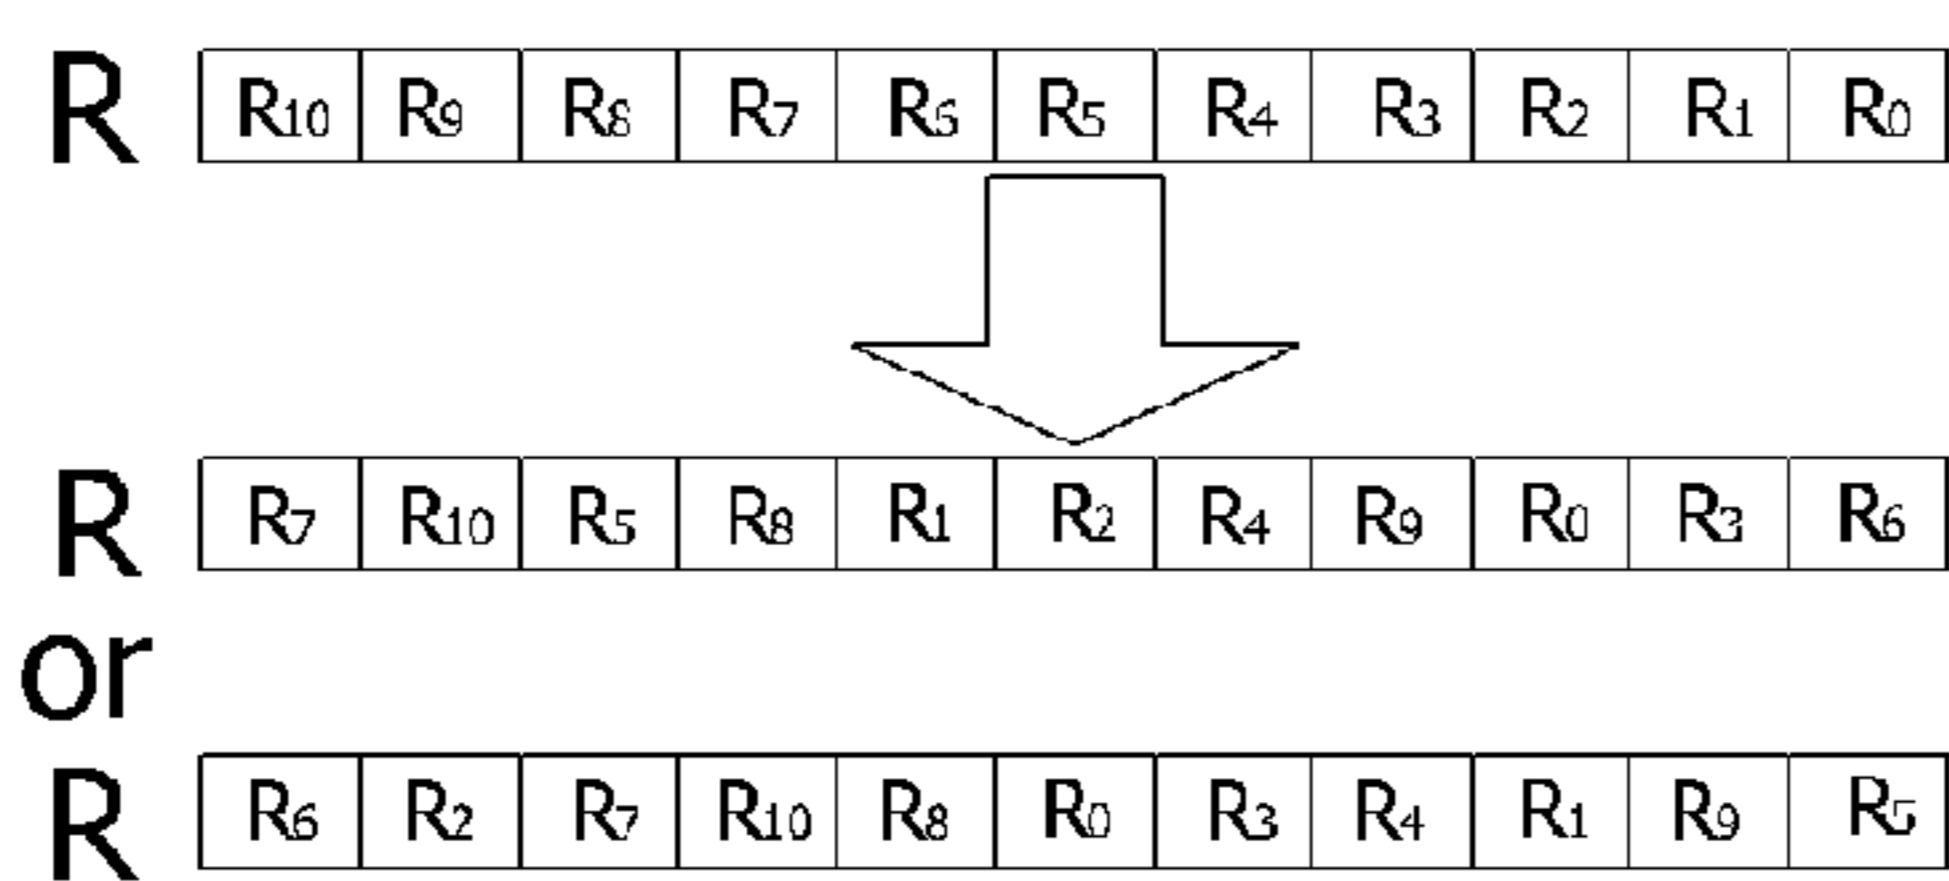 R R₁₀ R₉ R₈ R₇ R₆ R₅ R₄ R₃ R₂ R₁ R₀
R R₇ R₁₀ R₅ R₈ R₁ R₂ R₄ R₉ R₀ R₃ R₆
or
R R₆ R₂ R₇ R₁₀ R₈ R₀ R₃ R₄ R₁ R₉ R₅